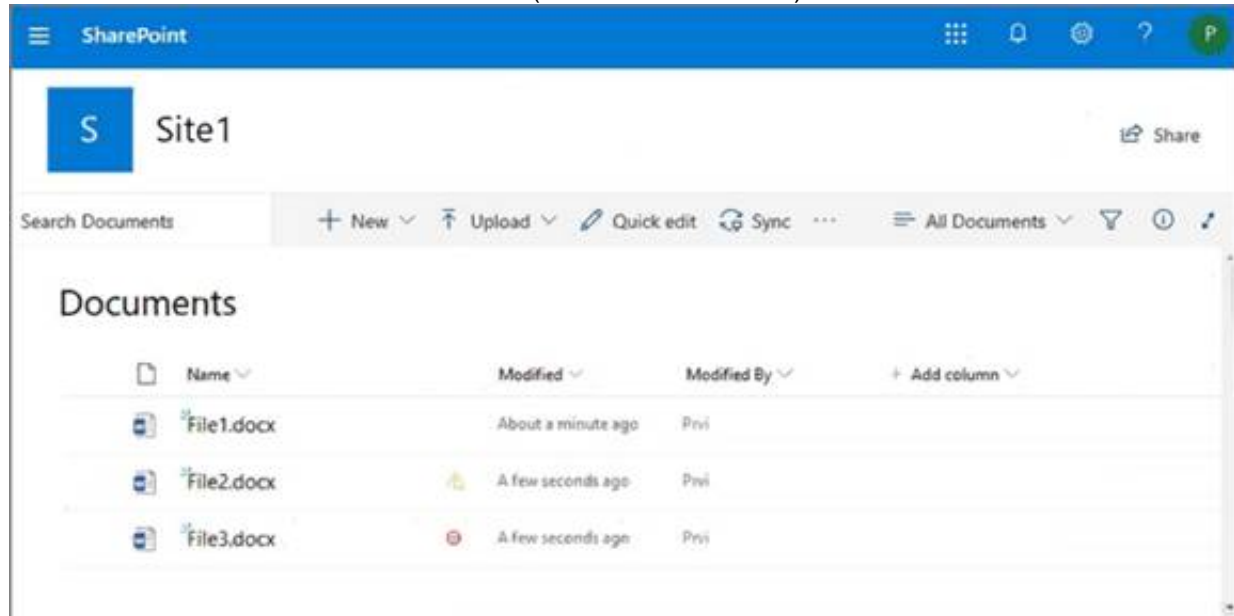 SharePoint ? P
S Site1 Share
Search Documents + New Upload Quick edit Sync ... All Documents
Documents
Name Modified Modified By + Add column
File1.docx About a minute ago Prvi
File2.docx A few seconds ago Prvi
File3.docx A few seconds ago Prvi